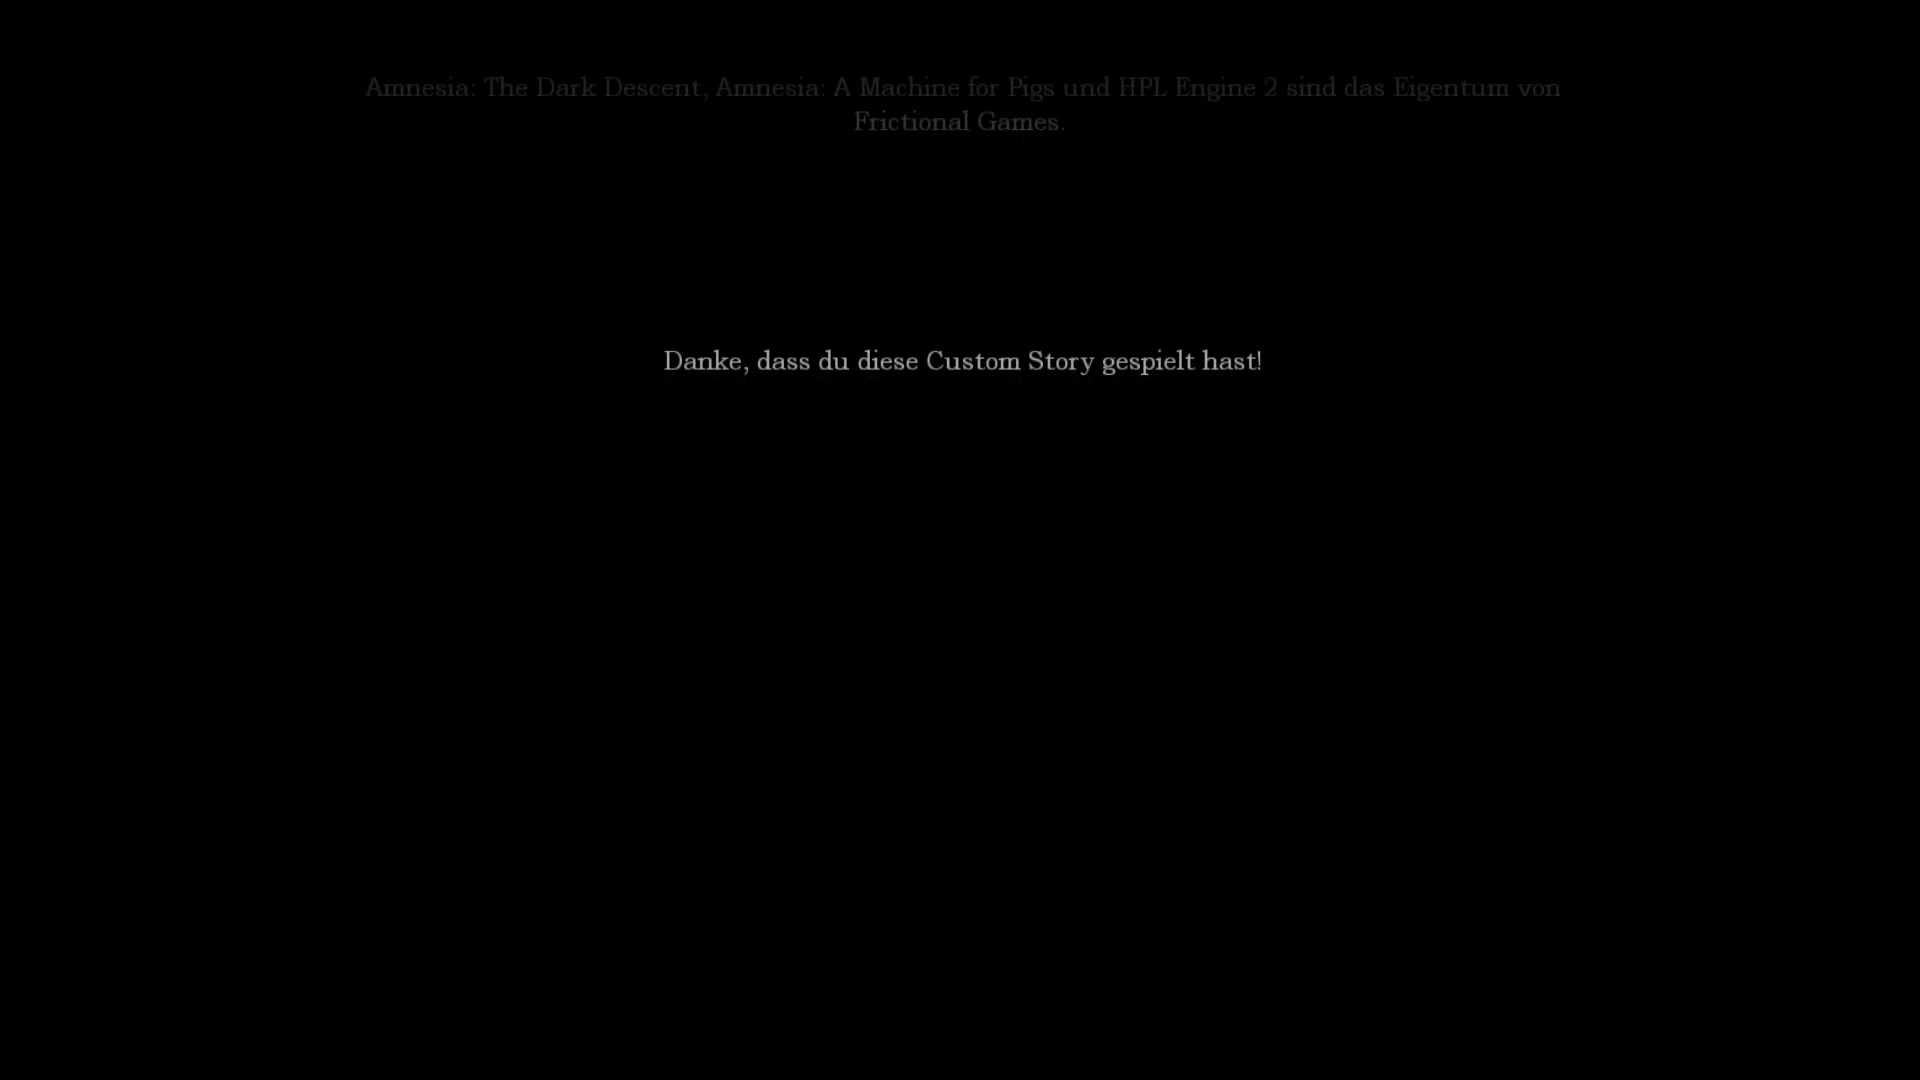 Amnesia: The Dark Descent, Amnesia: A Machine for Pigs und HPL Engine 2 sind das Eigentum von
Frictional Games.
Danke, dass du diese Custom Story gespielt hast!